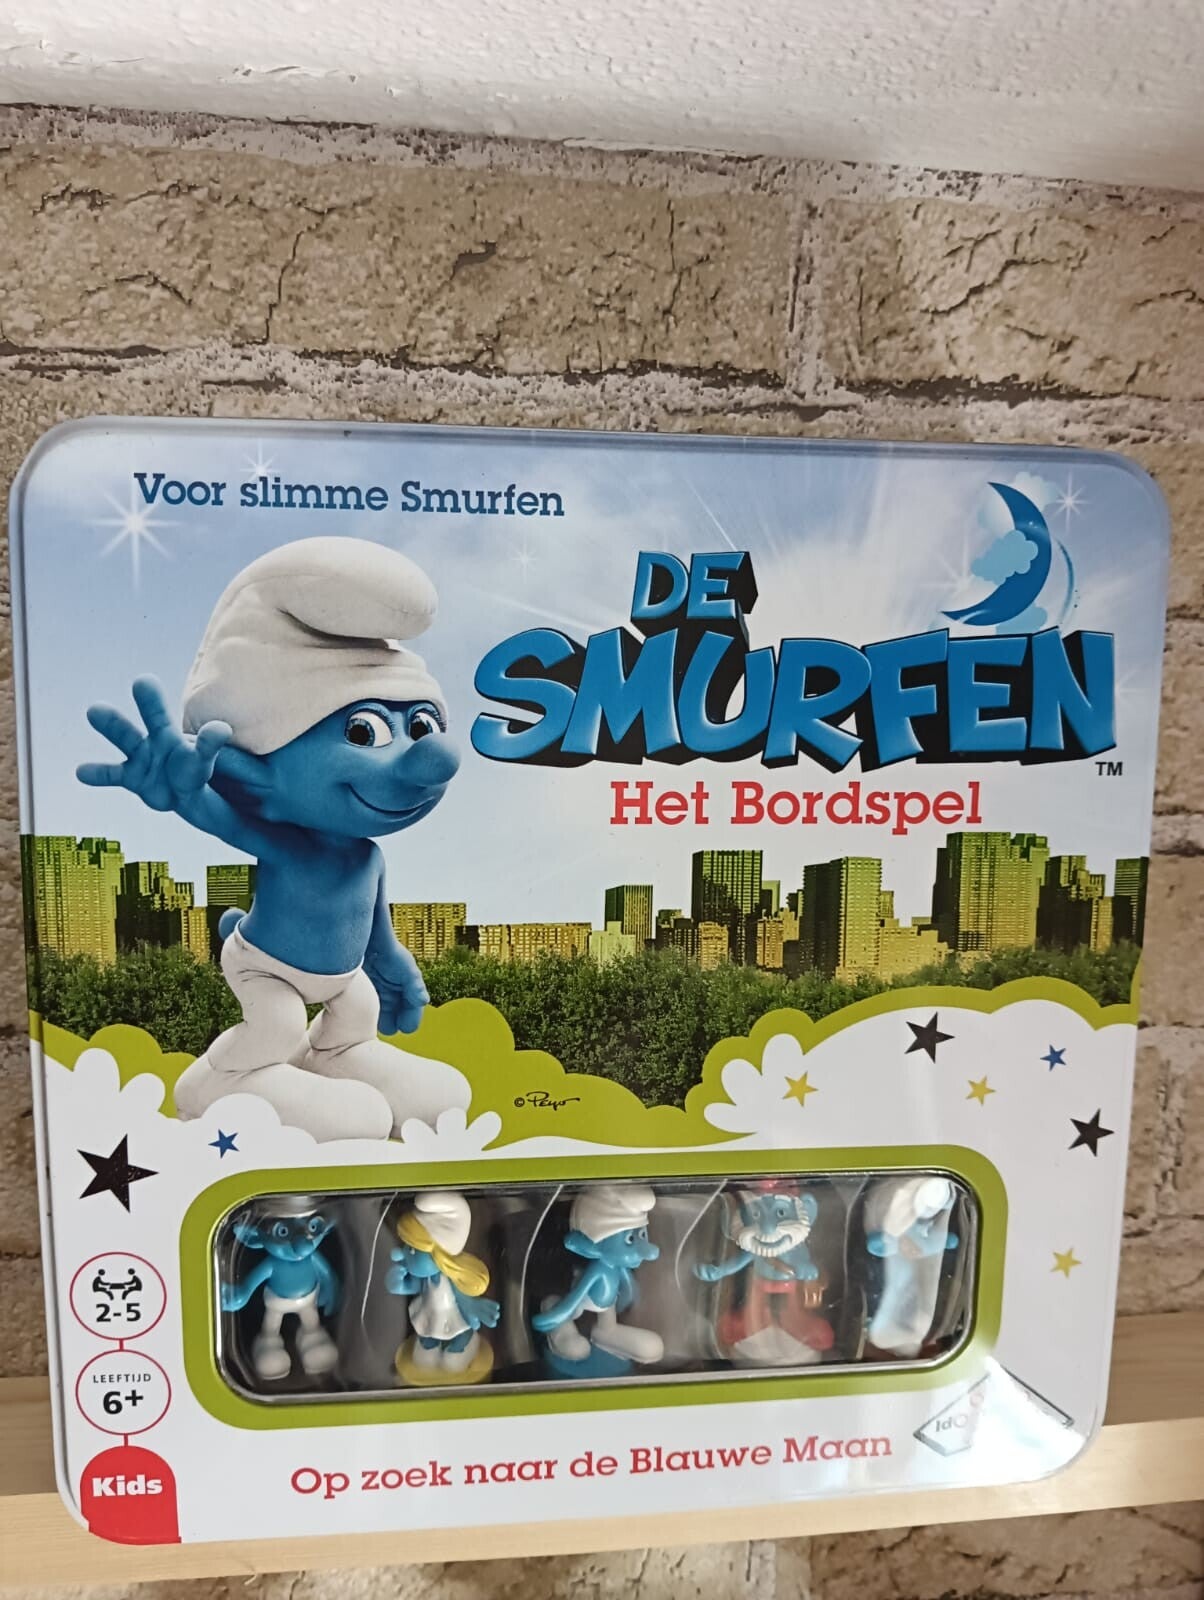 Voor slimme Smurfen
DE
SMURFEN
TM
Het Bordspel
© Peyo
2-5
LEEFTIJD
6+
Kids
Op zoek naar de Blauwe Maan